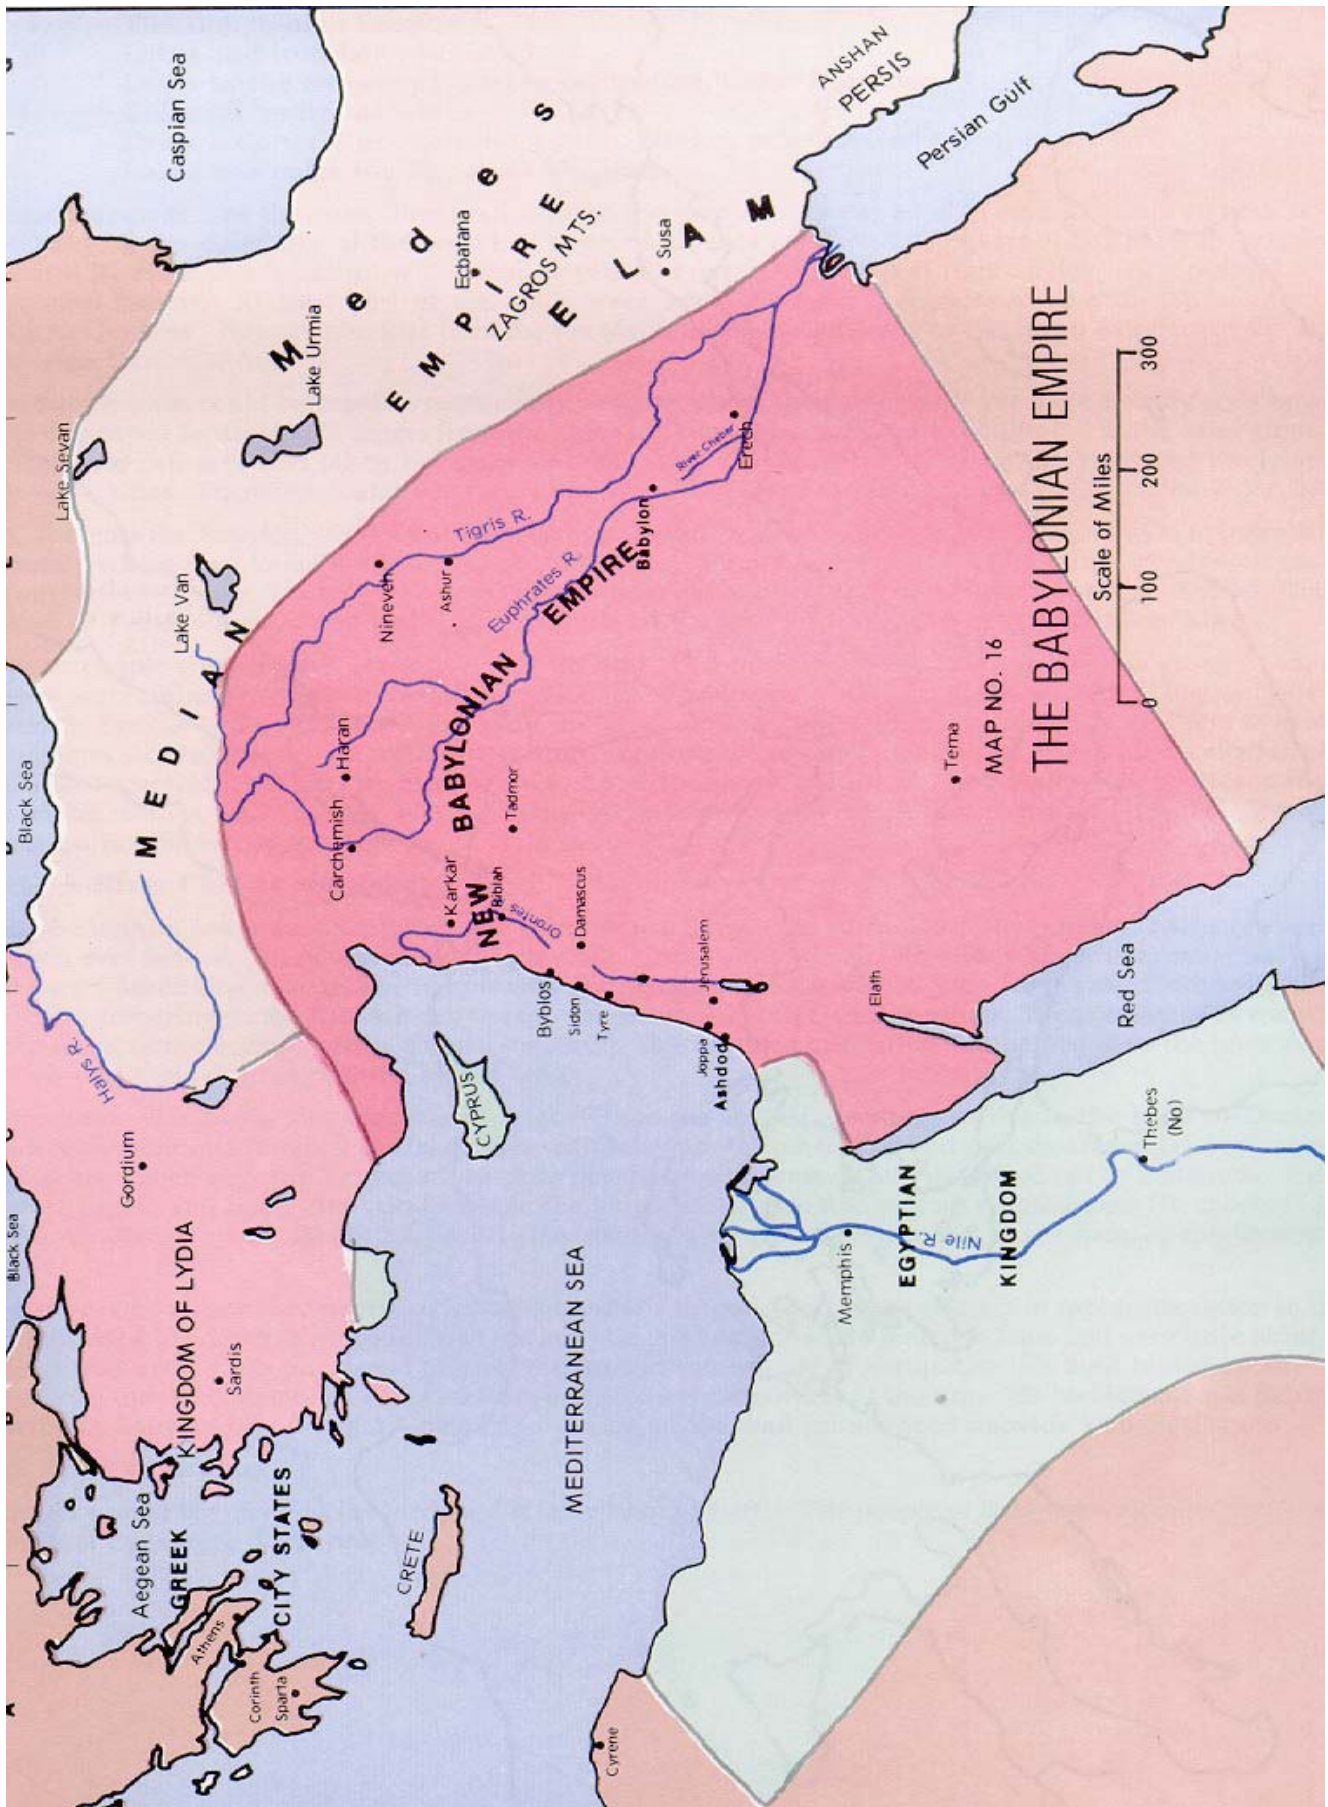 Black Sea
Black Sea
Aegean Sea
GREEK
CITY STATES
Athens
Corinth
Sparta
CRETE
Cyrene
KINGDOM OF LYDIA
Sardis
Gordium
Halys R.
MEDIAN
EMPIRE
Medes
Lake Van
Lake Sevan
Lake Urmia
Caspian Sea
Ecbatana
ZAGROS MTS.
ELAM
Susa
ANSHAN
PERSIS
Persian Gulf
CYPRUS
MEDITERRANEAN SEA
Carchemish
Haran
Nineveh
Ashur
Tigris R.
Euphrates R.
NEW BABYLONIAN EMPIRE
Karkar
Riblah
Orontes
Tadmor
Damascus
Byblos
Sidon
Tyre
Joppa
Jerusalem
Ashdod
Babylon
River Chebar
Erech
Elath
Tema
Red Sea
Memphis
EGYPTIAN
KINGDOM
Nile R.
Thebes
(No)
MAP NO. 16
THE BABYLONIAN EMPIRE
Scale of Miles
0 100 200 300